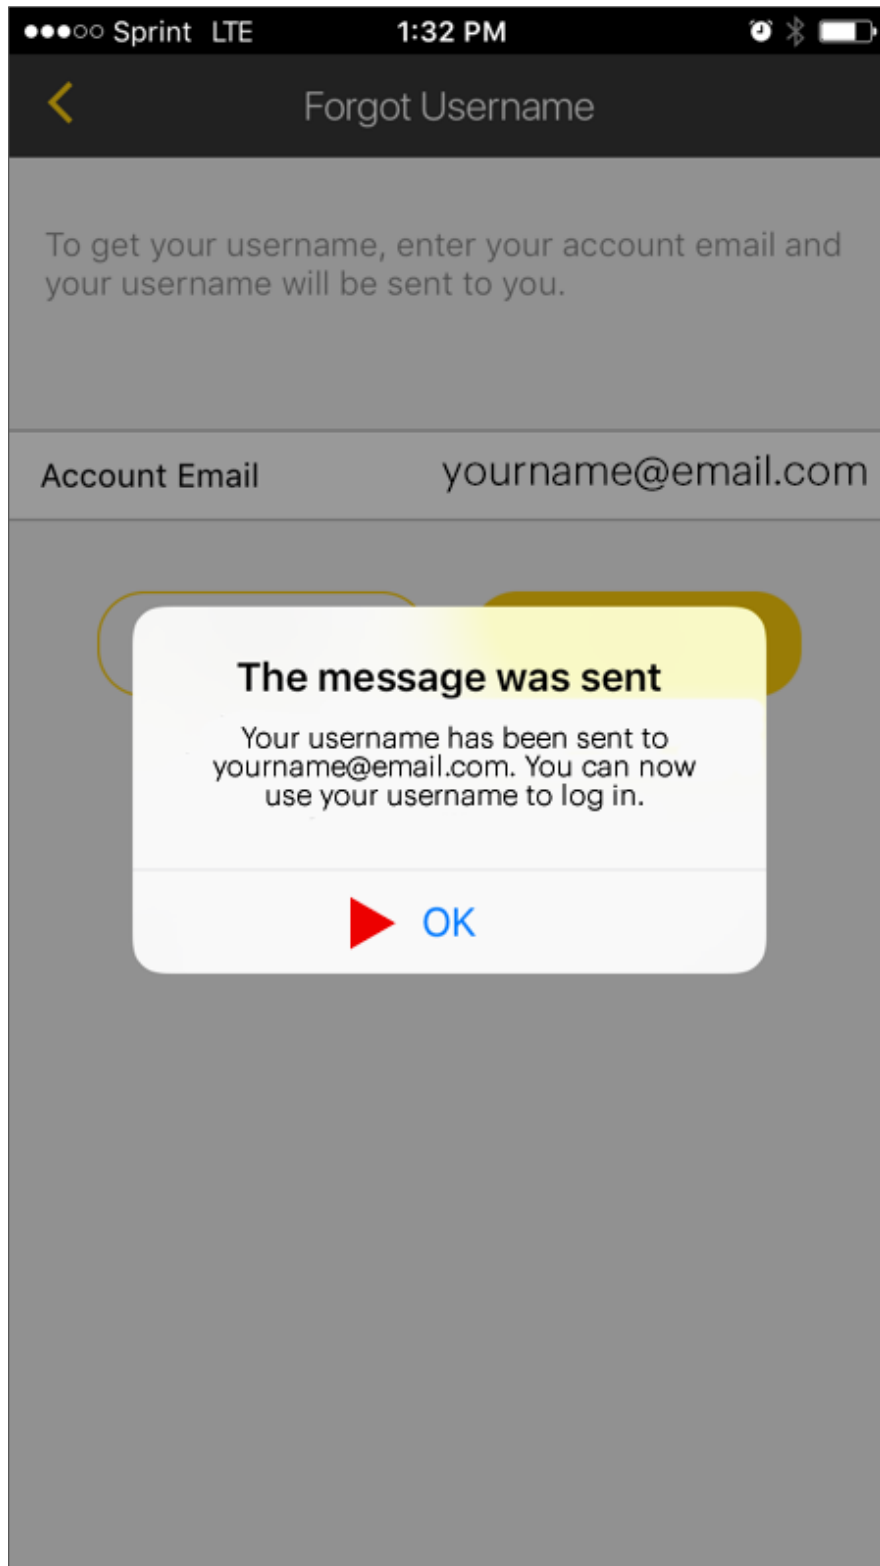 Sprint LTE 1:32 PM
Forgot Username
To get your username, enter your account email and
your username will be sent to you.
Account Email yourname@email.com
The message was sent
Your username has been sent to
yourname@email.com. You can now
use your username to log in.
OK